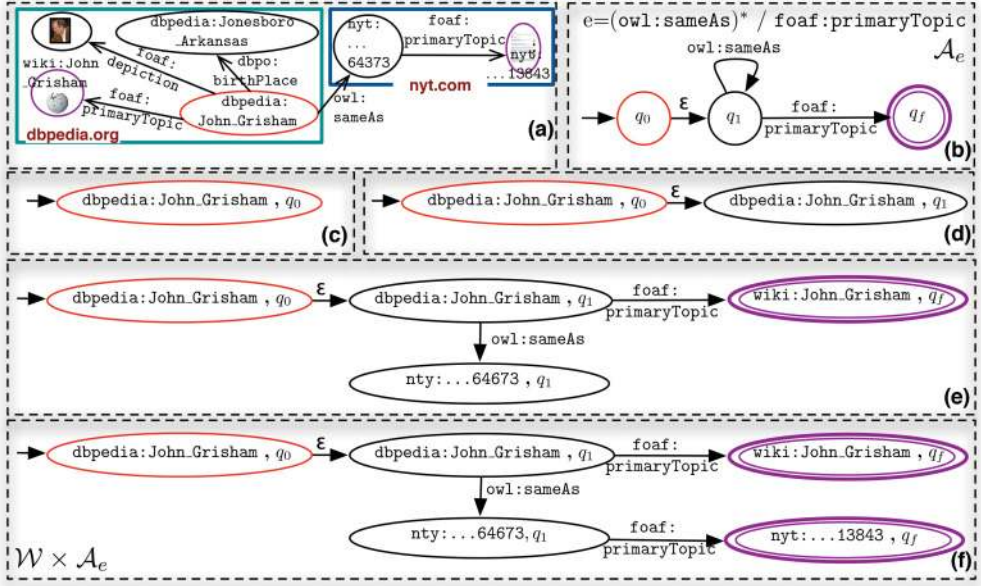 dbpedia:Jonesboro
_Arkansas
wiki:John
_Grisham
foaf:
depiction
dbpo:
birthPlace
foaf:
primaryTopic
dbpedia:
John_Grisham
dbpedia.org
owl:
sameAs
nyt:
...
64373
foaf:
primaryTopic
nyt:
...13843
nyt.com
(a)
e=(owl:sameAs)* / foaf:primaryTopic
𝒜e
owl:sameAs
q0
ε
q1
foaf:
primaryTopic
qf
(b)
dbpedia:John_Grisham , q0
(c)
dbpedia:John_Grisham , q0
ε
dbpedia:John_Grisham , q1
(d)
dbpedia:John_Grisham , q0
ε
dbpedia:John_Grisham , q1
foaf:
primaryTopic
wiki:John_Grisham , qf
owl:sameAs
nty:...64673 , q1
(e)
dbpedia:John_Grisham , q0
ε
dbpedia:John_Grisham , q1
foaf:
primaryTopic
wiki:John_Grisham , qf
owl:sameAs
nty:...64673, q1
foaf:
primaryTopic
nyt:...13843 , qf
𝒲 × 𝒜e
(f)